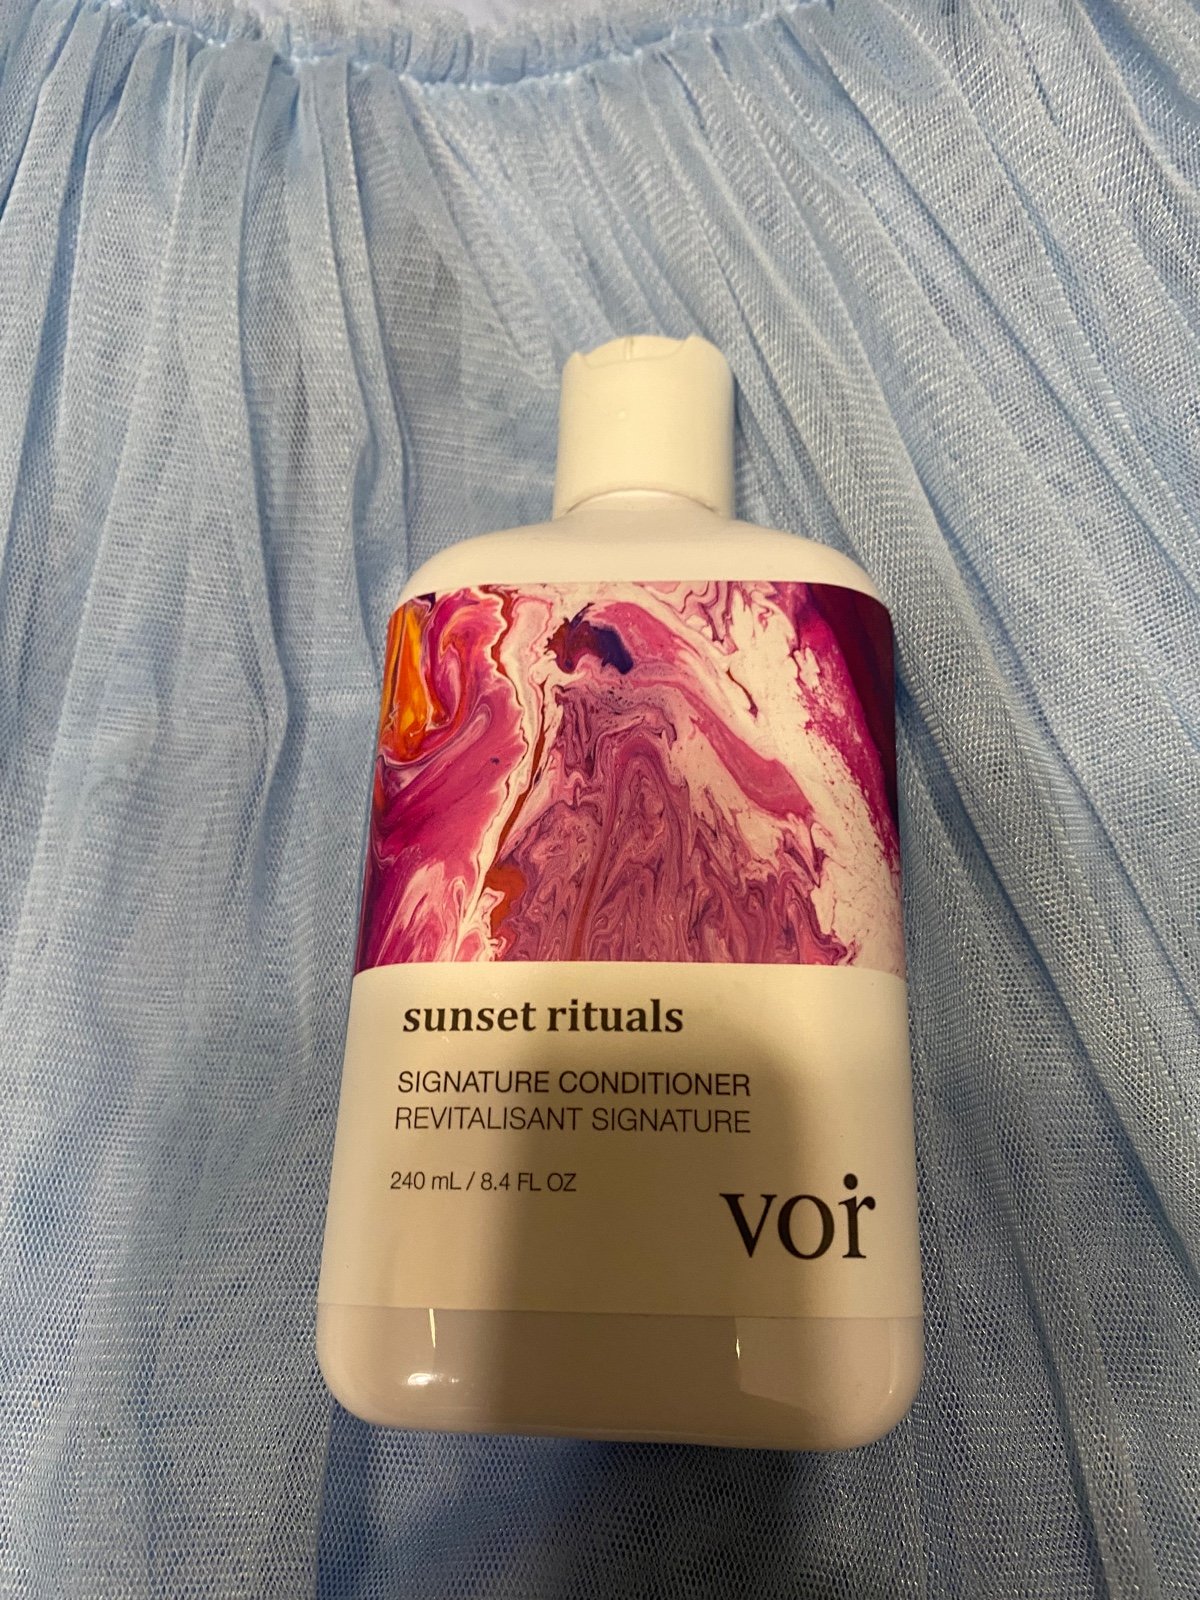 sunset rituals
SIGNATURE CONDITIONER
REVITALISANT SIGNATURE
240 mL / 8.4 FL OZ
voir